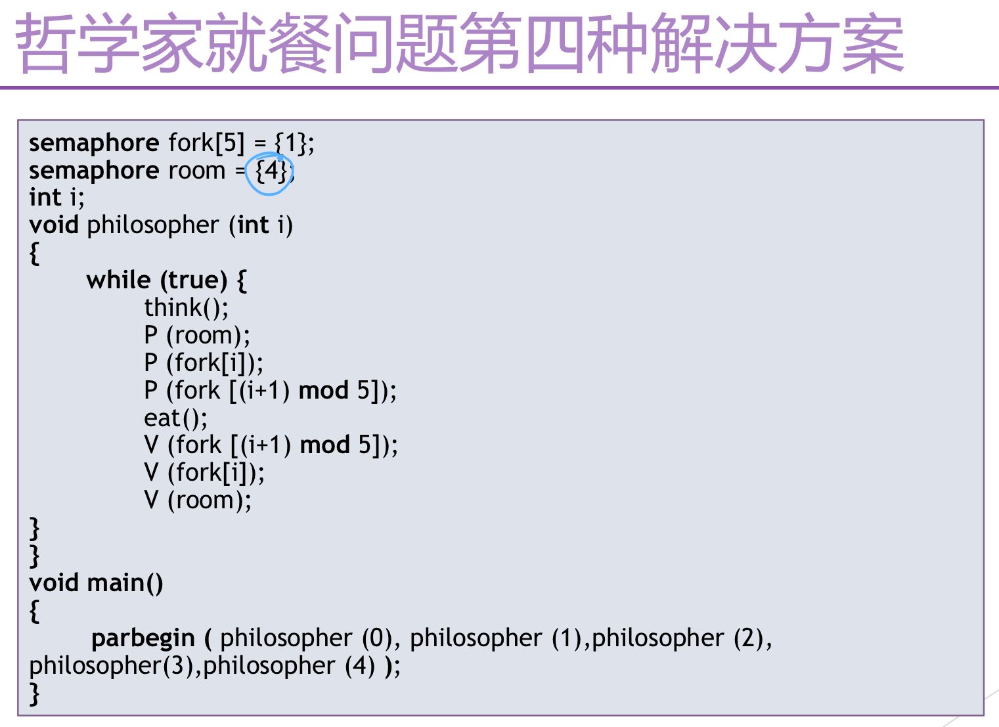 哲学家就餐问题第四种解决方案
semaphore fork[5] = {1};
semaphore room = {4};
int i;
void philosopher (int i)
{
while (true) {
think();
P (room);
P (fork[i]);
P (fork [(i+1) mod 5]);
eat();
V (fork [(i+1) mod 5]);
V (fork[i]);
V (room);
}
}
void main()
{
parbegin ( philosopher (0), philosopher (1),philosopher (2),
philosopher(3),philosopher (4) );
}